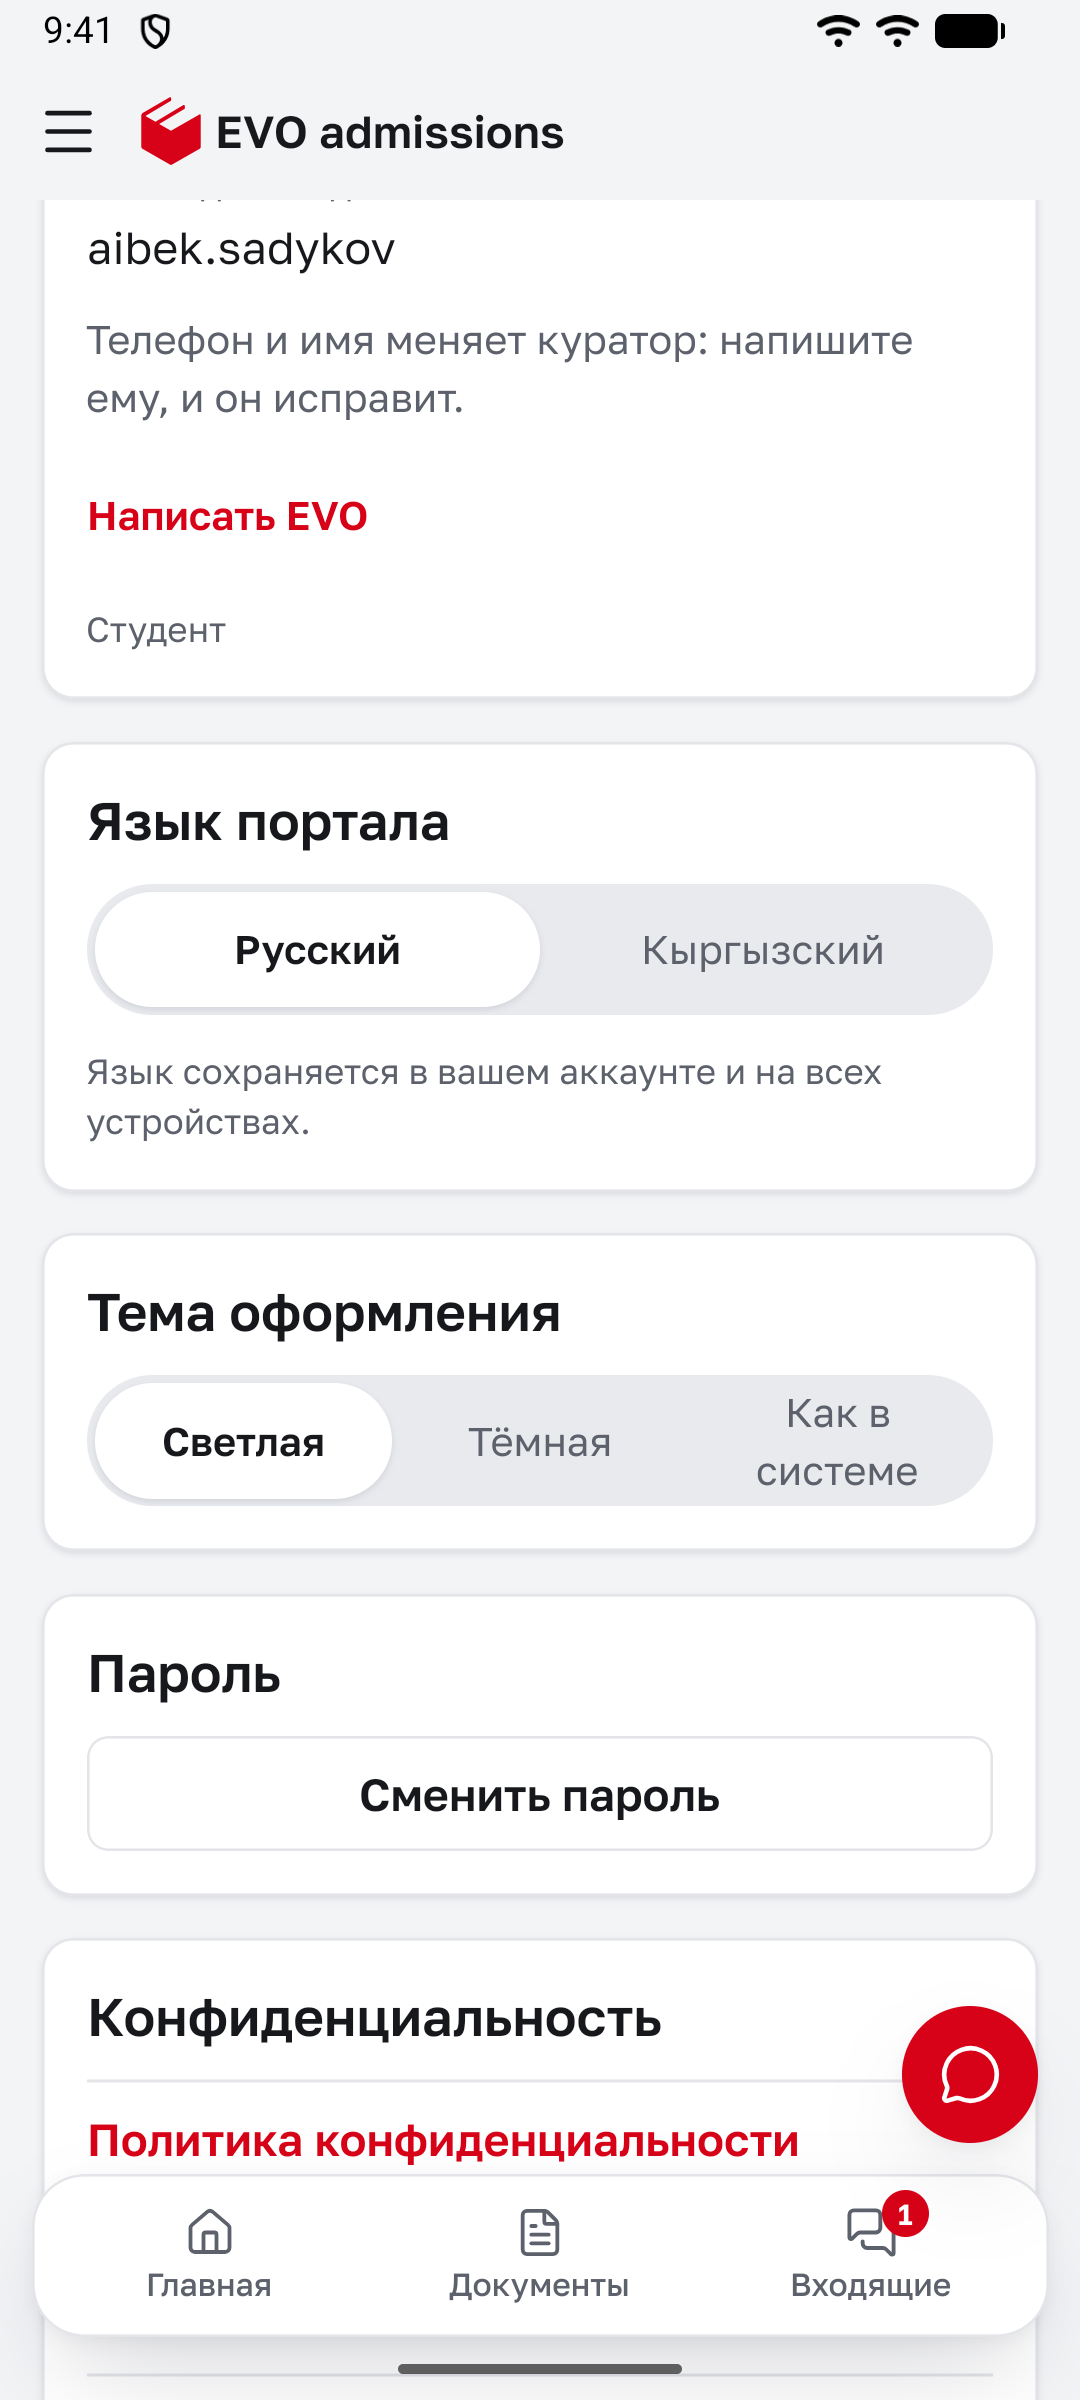 9:41
EVO admissions
aibek.sadykov
Телефон и имя меняет куратор: напишите
ему, и он исправит.
Написать EVO
Студент
Язык портала
Русский
Кыргызский
Язык сохраняется в вашем аккаунте и на всех
устройствах.
Тема оформления
Светлая
Тёмная
Как в
системе
Пароль
Сменить пароль
Конфиденциальность
Политика конфиденциальности
1
Главная
Документы
Входящие